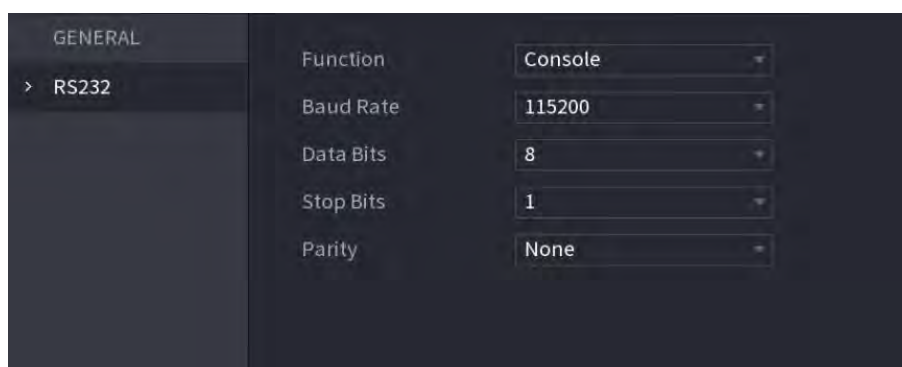 GENERAL
> RS232
Function Console
Baud Rate 115200
Data Bits 8
Stop Bits 1
Parity None